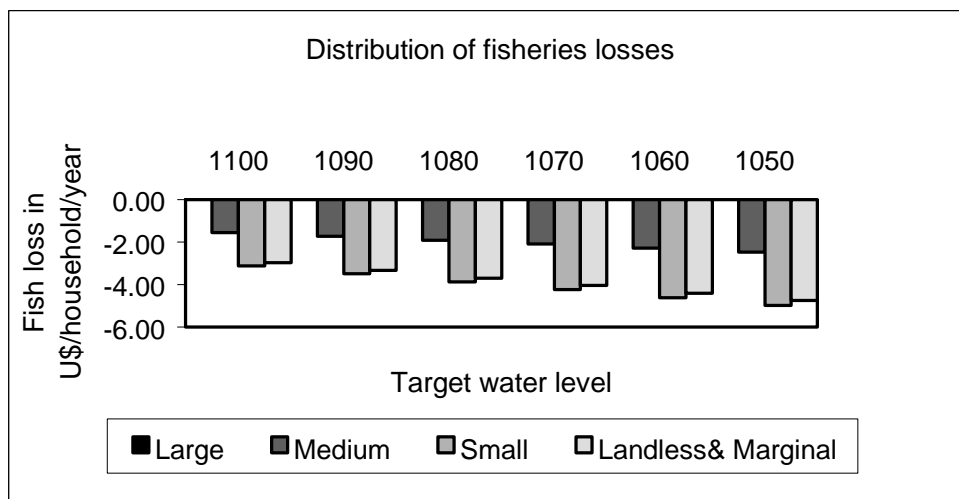 Distribution of fisheries losses
1100 1090 1080 1070 1060 1050
0.00
-2.00
-4.00
-6.00
Fish loss in
U$/household/year
Target water level
Large Medium Small Landless& Marginal